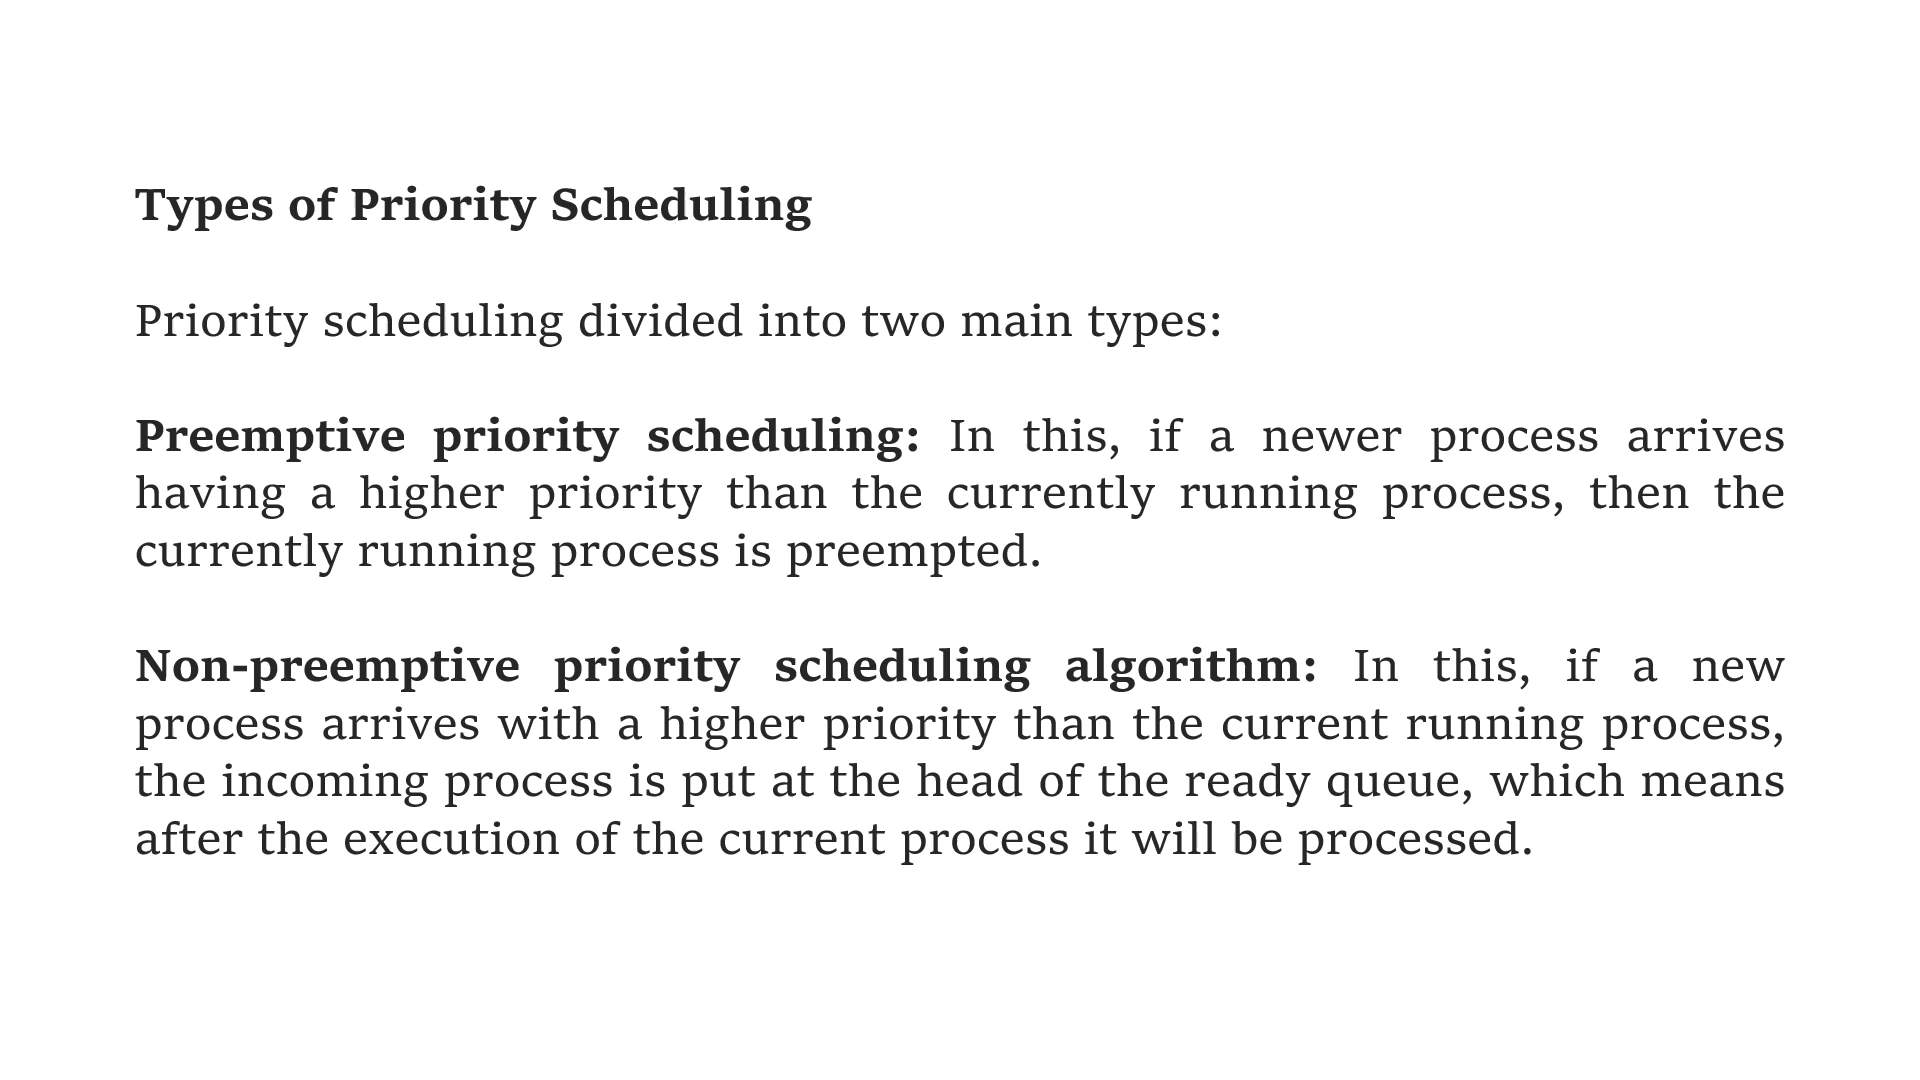 Types of Priority Scheduling
Priority scheduling divided into two main types:
Preemptive priority scheduling: In this, if a newer process arrives
having a higher priority than the currently running process, then the
currently running process is preempted.
Non-preemptive priority scheduling algorithm: In this, if a new
process arrives with a higher priority than the current running process,
the incoming process is put at the head of the ready queue, which means
after the execution of the current process it will be processed.